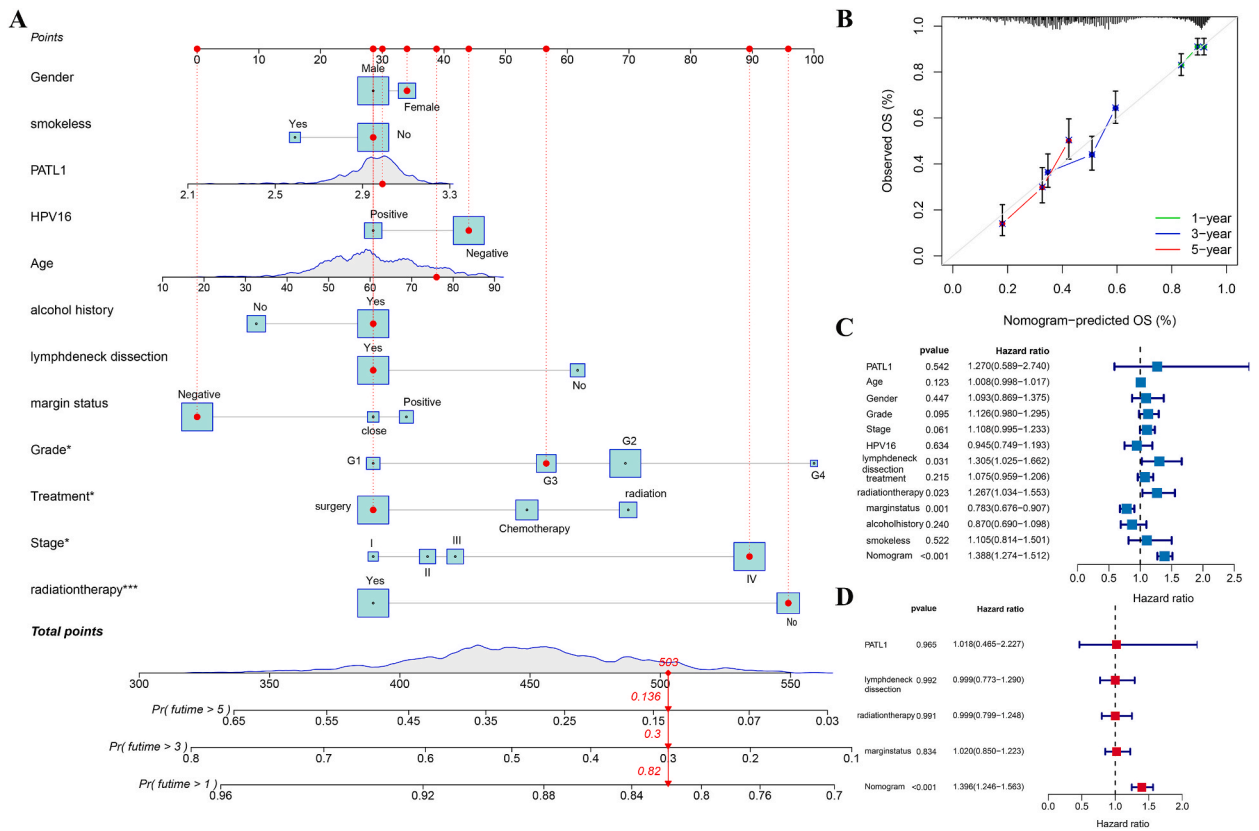 A
Points
0 10 20 30 40 50 60 70 80 90 100
Gender
Male
Female
smokeless
Yes
No
PATL1
2.1 2.5 2.9 3.3
HPV16
Positive
Negative
Age
10 20 30 40 50 60 70 80 90
alcohol history
No
Yes
lymphdeneck dissection
Yes
No
margin status
Negative
close
Positive
Grade*
G1
G3
G2
G4
Treatment*
surgery
Chemotherapy
radiation
Stage*
I
II
III
IV
radiationtherapy***
Yes
No
Total points
503
300 350 400 450 500 550
0.136
Pr( futime > 5)
0.65 0.55 0.45 0.35 0.25 0.15 0.07 0.03
0.3
Pr( futime > 3)
0.8 0.7 0.6 0.5 0.4 0.3 0.2 0.1
0.82
Pr( futime > 1)
0.96 0.92 0.88 0.84 0.8 0.76 0.7
B
Observed OS (%)
1.0
0.8
0.6
0.4
0.2
0.0
1−year
3−year
5−year
0.0 0.2 0.4 0.6 0.8 1.0
Nomogram−predicted OS (%)
C
pvalue Hazard ratio
PATL1 0.542 1.270(0.589−2.740)
Age 0.123 1.008(0.998−1.017)
Gender 0.447 1.093(0.869−1.375)
Grade 0.095 1.126(0.980−1.295)
Stage 0.061 1.108(0.995−1.233)
HPV16 0.634 0.945(0.749−1.193)
lymphdeneck dissection 0.031 1.305(1.025−1.662)
treatment 0.215 1.075(0.959−1.206)
radiationtherapy 0.023 1.267(1.034−1.553)
marginstatus 0.001 0.783(0.676−0.907)
alcoholhistory 0.240 0.870(0.690−1.098)
smokeless 0.522 1.105(0.814−1.501)
Nomogram <0.001 1.388(1.274−1.512)
0.0 0.5 1.0 1.5 2.0 2.5
Hazard ratio
D
pvalue Hazard ratio
PATL1 0.965 1.018(0.465−2.227)
lymphdeneck dissection 0.992 0.999(0.773−1.290)
radiationtherapy 0.991 0.999(0.799−1.248)
marginstatus 0.834 1.020(0.850−1.223)
Nomogram <0.001 1.396(1.246−1.563)
0.0 0.5 1.0 1.5 2.0
Hazard ratio